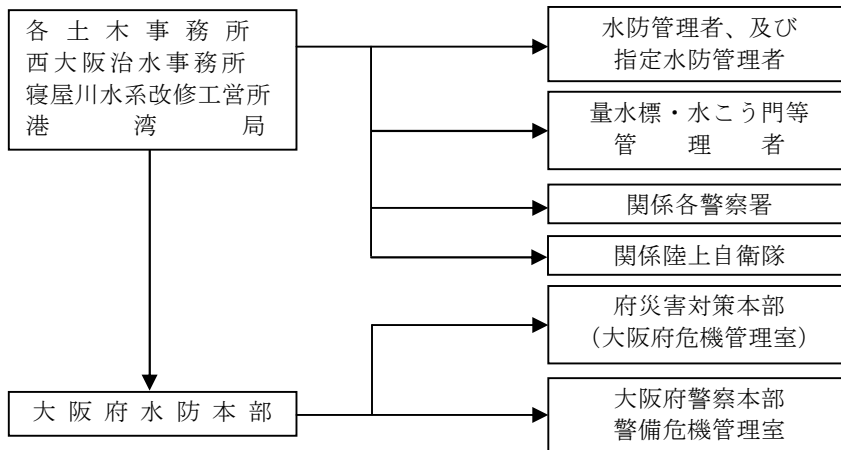 各土木事務所
西大阪治水事務所
寝屋川水系改修工営所
港湾局
水防管理者、及び
指定水防管理者
量水標・水こう門等
管理者
関係各警察署
関係陸上自衛隊
府災害対策本部
（大阪府危機管理室）
大阪府水防本部
大阪府警察本部
警備危機管理室